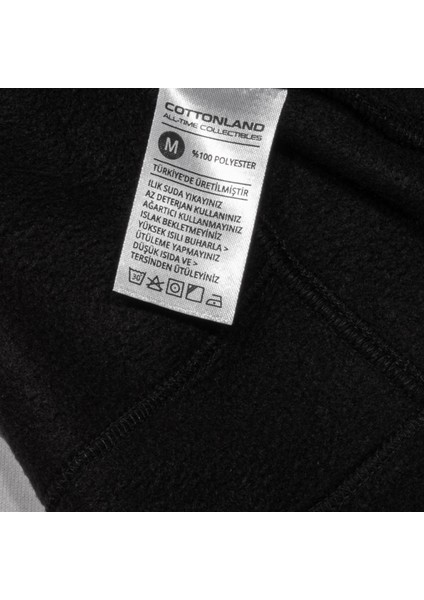 COTTONLAND
ALL-TIME COLLECTIBLES
M %100 POLYESTER
TÜRKİYE'DE ÜRETİLMİŞTİR
ILIK SUDA YIKAYINIZ
AZ DETERJAN KULLANINIZ
AĞARTICI KULLANMAYINIZ
ISLAK BEKLETMEYİNİZ
YÜKSEK ISILI BUHARLA >
ÜTÜLEME YAPMAYINIZ
DÜŞÜK ISIDA VE >
TERSİNDEN ÜTÜLEYİNİZ
30